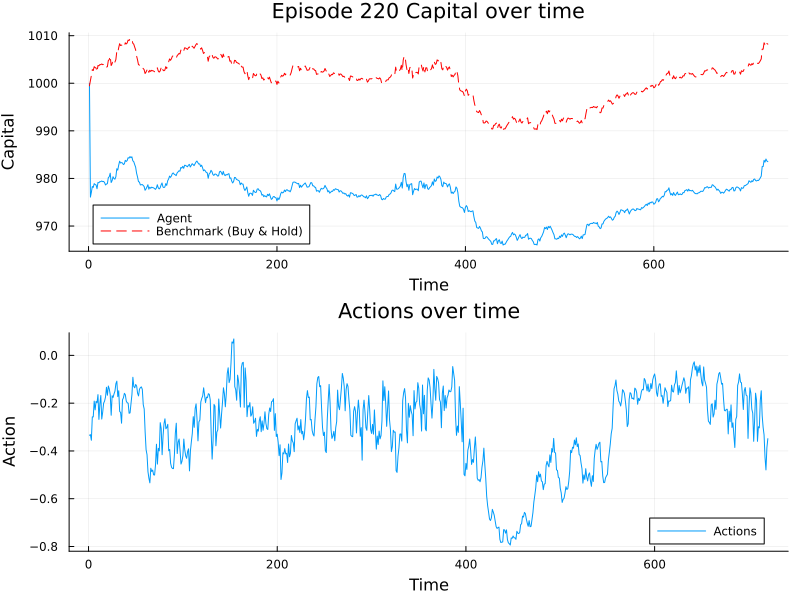 Episode 220 Capital over time
1010
1000
990
980
970
Capital
Agent
Benchmark (Buy & Hold)
0
200
400
600
Time
Actions over time
0.0
−0.2
−0.4
−0.6
−0.8
Action
Actions
0
200
400
600
Time